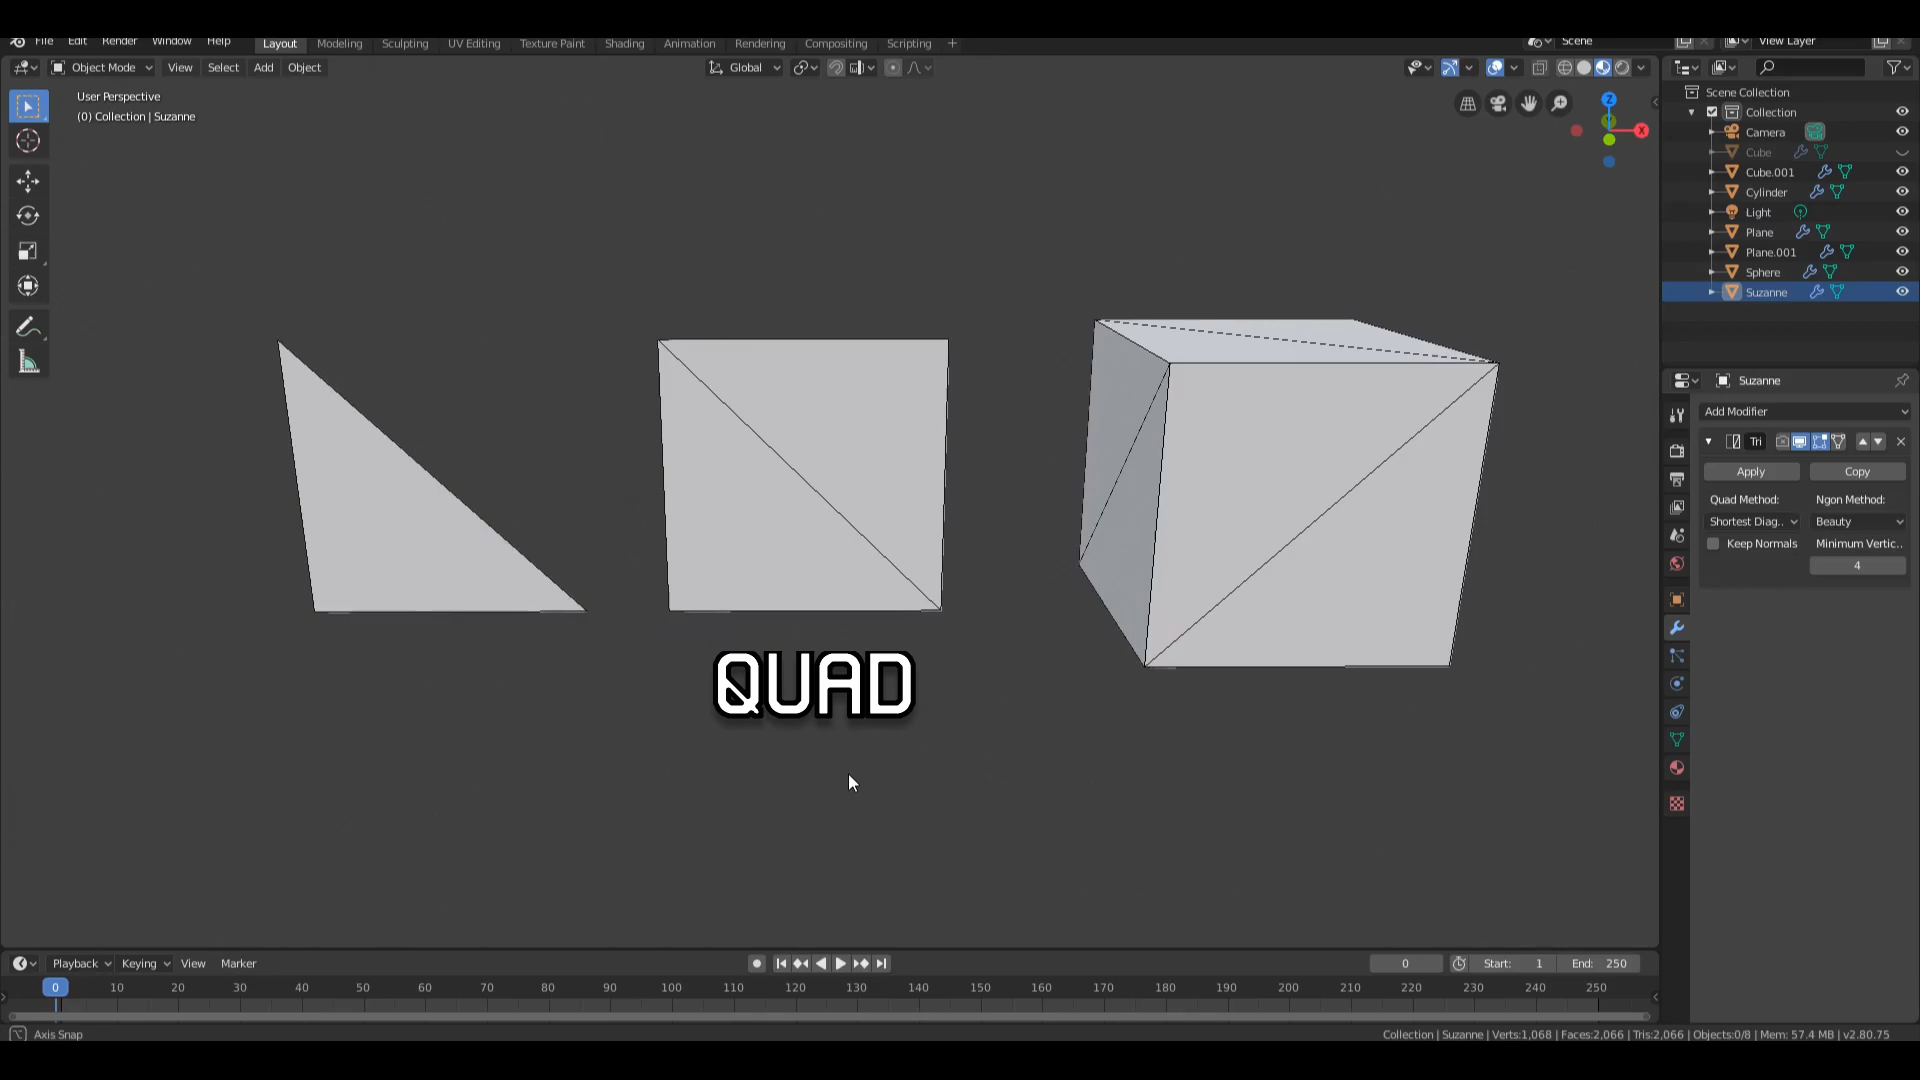 File Edit Render Window Help Layout Modeling Sculpting UV Editing Texture Paint Shading Animation Rendering Compositing Scripting + Scene View Layer
Object Mode View Select Add Object Global
User Perspective
(0) Collection | Suzanne
Z
X
Scene Collection
Collection
Camera
Cube
Cube.001
Cylinder
Light
Plane
Plane.001
Sphere
Suzanne
Suzanne
Add Modifier
Tri
Apply Copy
Quad Method: Ngon Method:
Shortest Diag.. Beauty
Keep Normals Minimum Vertic..
4
QUAD
Playback Keying View Marker 0 Start: 1 End: 250
0 10 20 30 40 50 60 70 80 90 100 110 120 130 140 150 160 170 180 190 200 210 220 230 240 250
Axis Snap Collection | Suzanne | Verts:1,068 | Faces:2,066 | Tris:2,066 | Objects:0/8 | Mem: 57.4 MB | v2.80.75